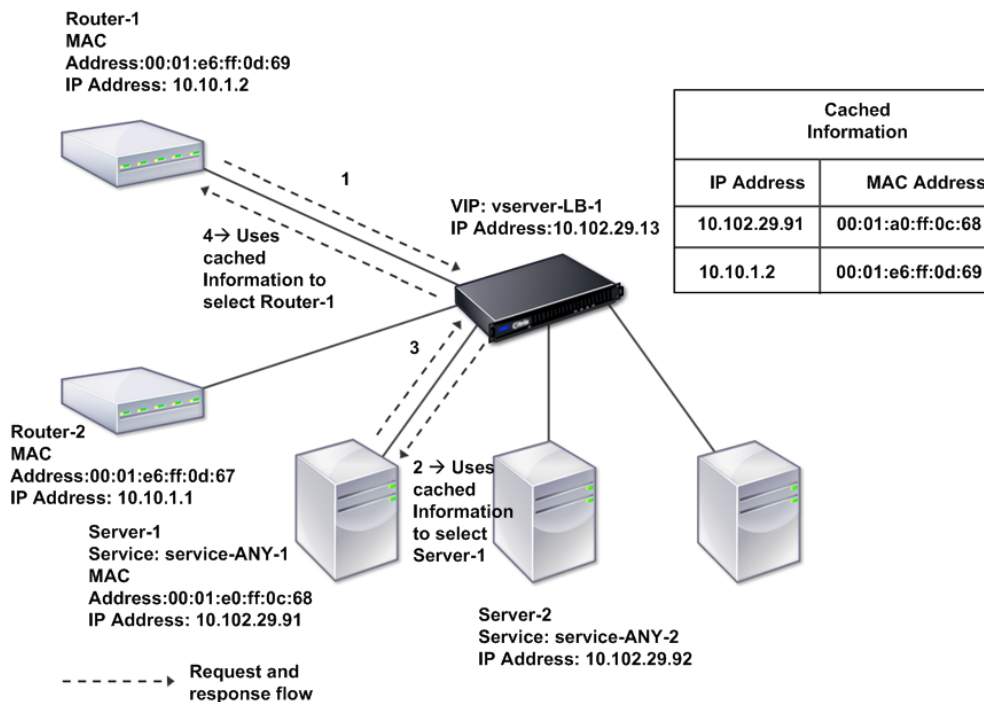 Router-1
MAC
Address:00:01:e6:ff:0d:69
IP Address: 10.10.1.2
1
4→ Uses
cached
Information to
select Router-1
VIP: vserver-LB-1
IP Address:10.102.29.13
Cached
Information
IP Address MAC Address
10.102.29.91 00:01:a0:ff:0c:68
10.10.1.2 00:01:e6:ff:0d:69
Citrix
3
Router-2
MAC
Address:00:01:e6:ff:0d:67
IP Address: 10.10.1.1
2 → Uses
cached
Information
to select
Server-1
Server-1
Service: service-ANY-1
MAC
Address:00:01:e0:ff:0c:68
IP Address: 10.102.29.91
Server-2
Service: service-ANY-2
IP Address: 10.102.29.92
Request and
response flow